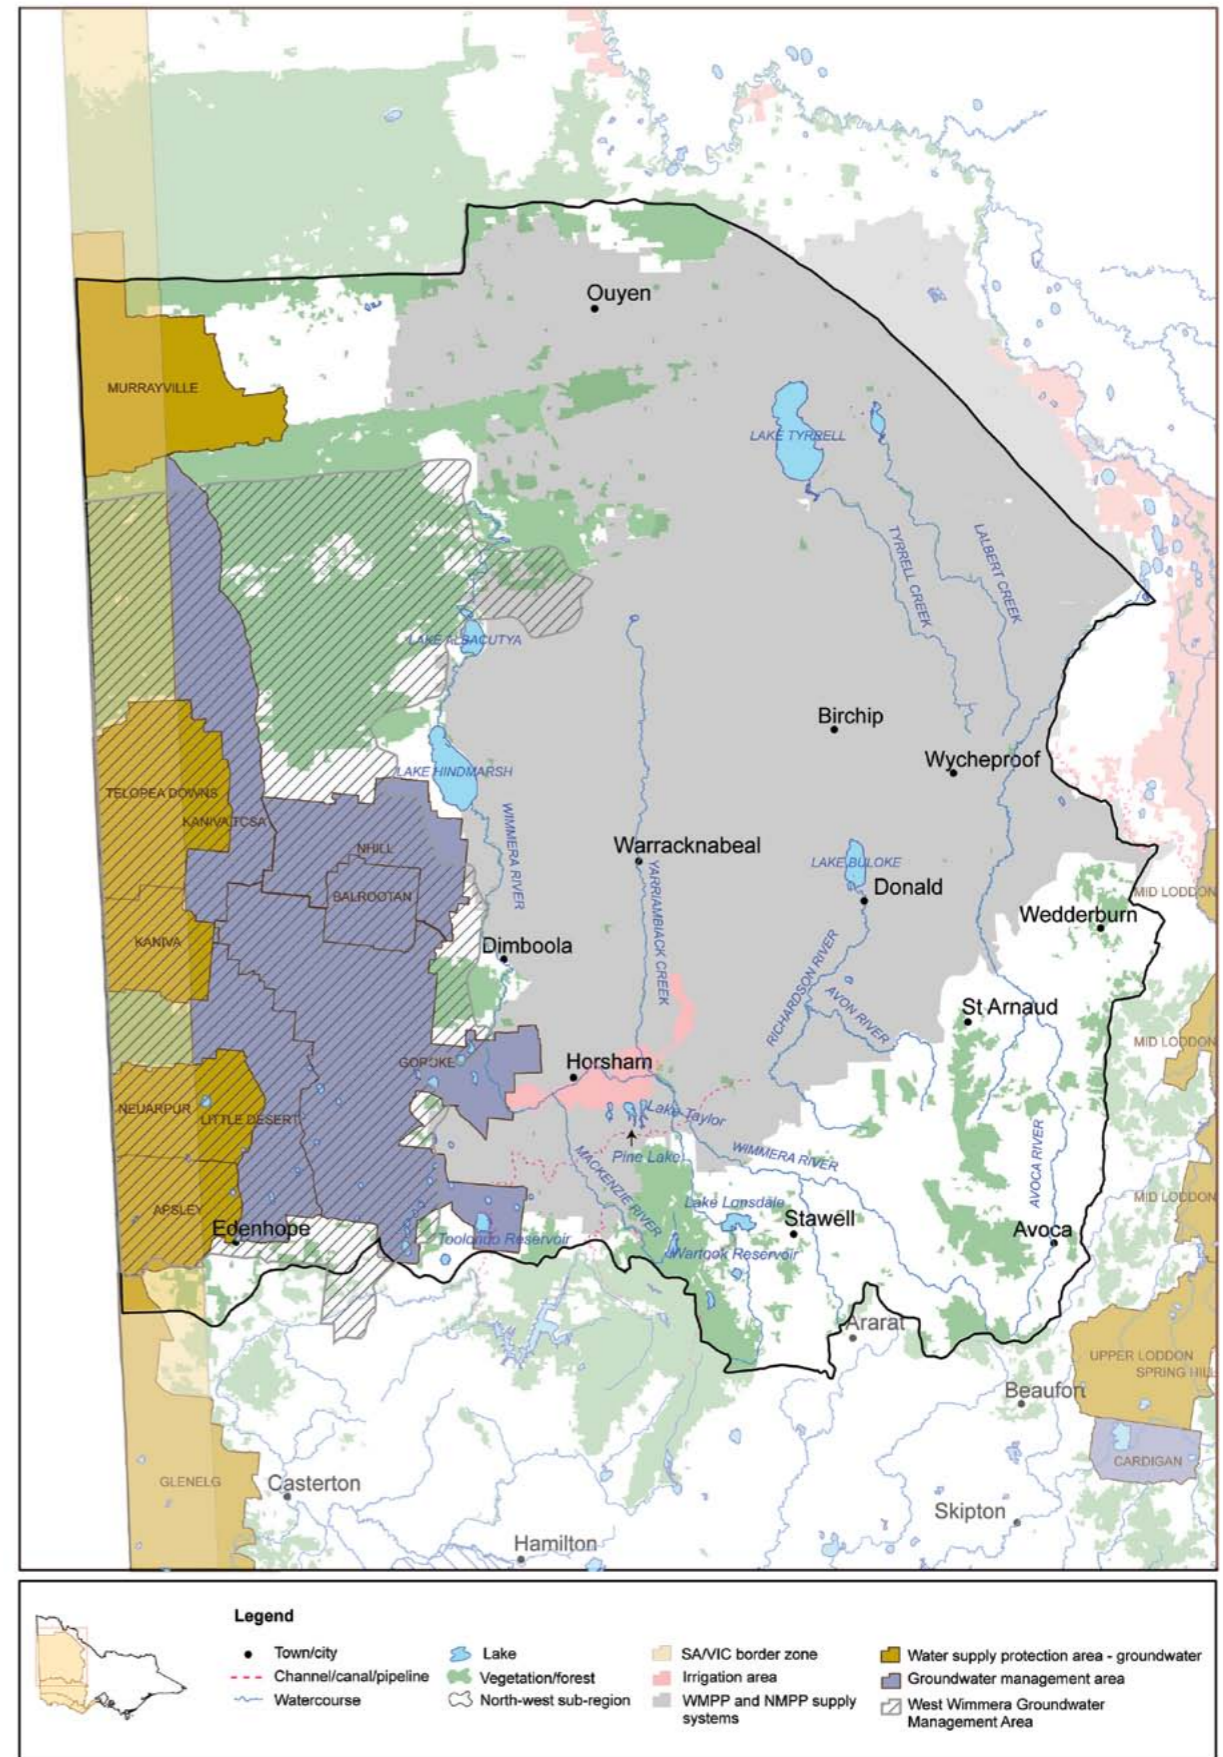 Ouyen
MURRAYVILLE
LAKE TYRRELL
TYRRELL CREEK
LALBERT CREEK
LAKE ALBACUTYA
Birchip
Wycheproof
LAKE HINDMARSH
TELOPEA DOWNS
KANIVA TCSA
WIMMERA RIVER
NHILL
Warracknabeal
LAKE BULOKE
YARRIAMBIACK CREEK
BALROOTAN
Donald
MID LODDON
Wedderburn
KANIVA
Dimboola
RICHARDSON RIVER
AVON RIVER
St Arnaud
MID LODDON
GOROKE
Horsham
NEUARPUR
LITTLE DESERT
Lake Taylor
Pine Lake
WIMMERA RIVER
MACKENZIE RIVER
AVOCA RIVER
MID LODDON
APSLEY
Lake Lonsdale
Edenhope
Stawell
Avoca
Toolondo Reservoir
Wartook Reservoir
Ararat
UPPER LODDON
SPRING HILL
Beaufort
GLENELG
Casterton
CARDIGAN
Skipton
Hamilton
Legend
Town/city
Channel/canal/pipeline
Watercourse
Lake
Vegetation/forest
North-west sub-region
SA/VIC border zone
Irrigation area
WMPP and NMPP supply
systems
Water supply protection area - groundwater
Groundwater management area
West Wimmera Groundwater
Management Area